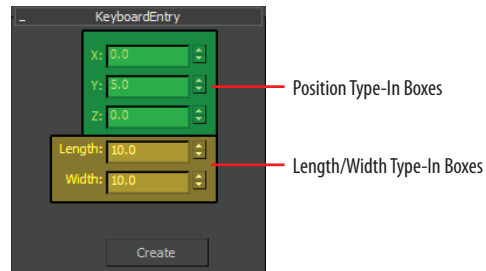 - KeyboardEntry
X: 0.0
Y: 5.0
Z: 0.0
Position Type-In Boxes
Length: 10.0
Width: 10.0
Length/Width Type-In Boxes
Create